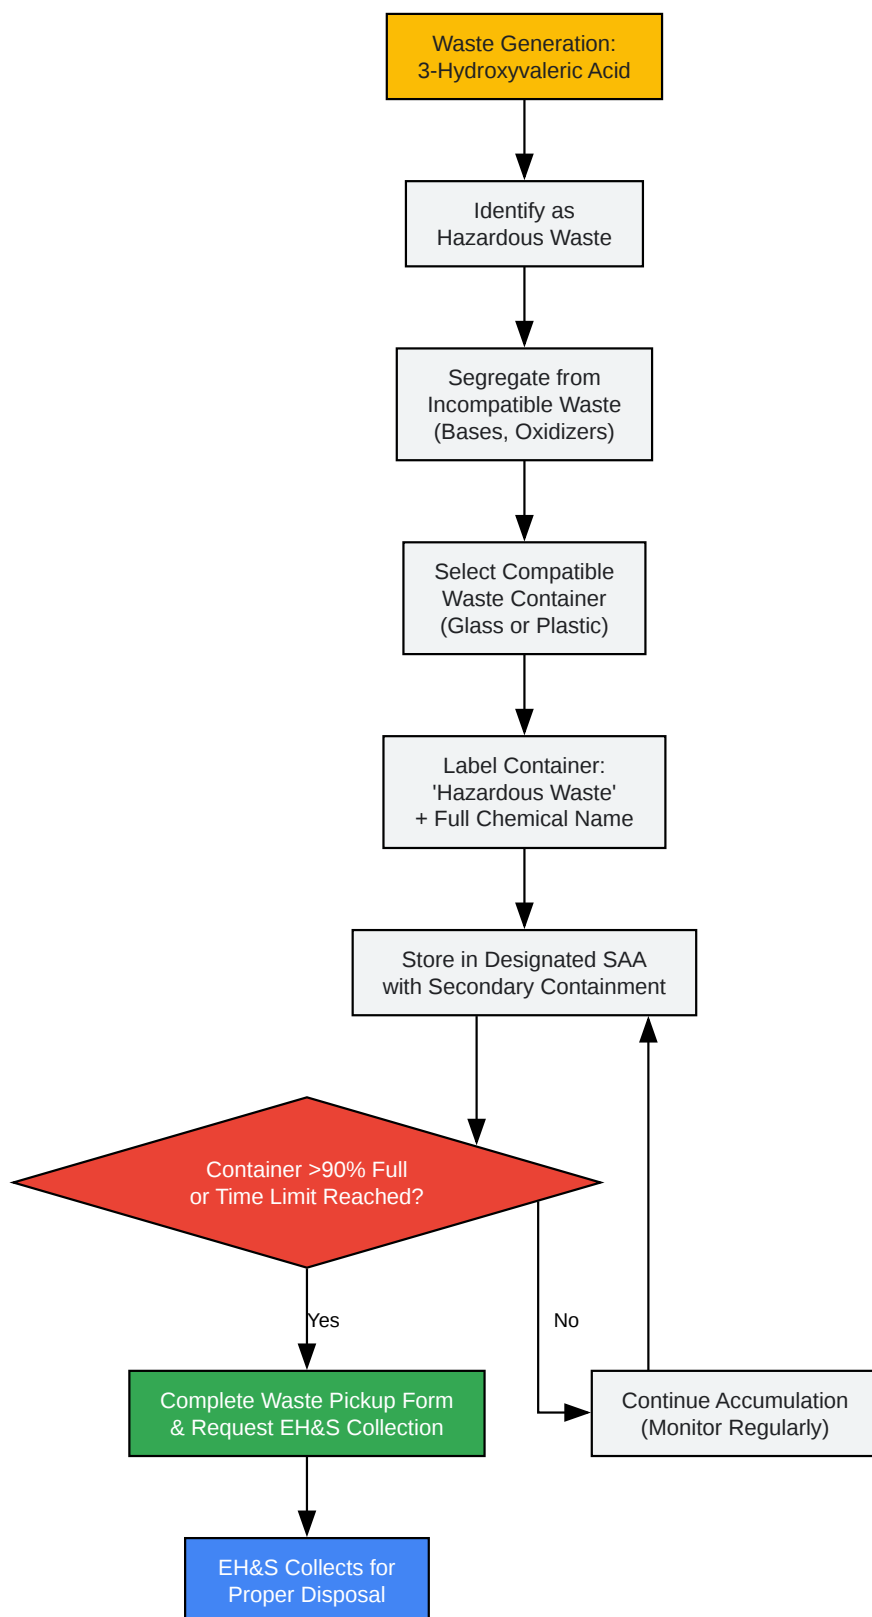 Waste Generation:
3-Hydroxyvaleric Acid
Identify as
Hazardous Waste
Segregate from
Incompatible Waste
(Bases, Oxidizers)
Select Compatible
Waste Container
(Glass or Plastic)
Label Container:
'Hazardous Waste'
+ Full Chemical Name
Store in Designated SAA
with Secondary Containment
Container >90% Full
or Time Limit Reached?
Yes
No
Complete Waste Pickup Form
& Request EH&S Collection
Continue Accumulation
(Monitor Regularly)
EH&S Collects for
Proper Disposal